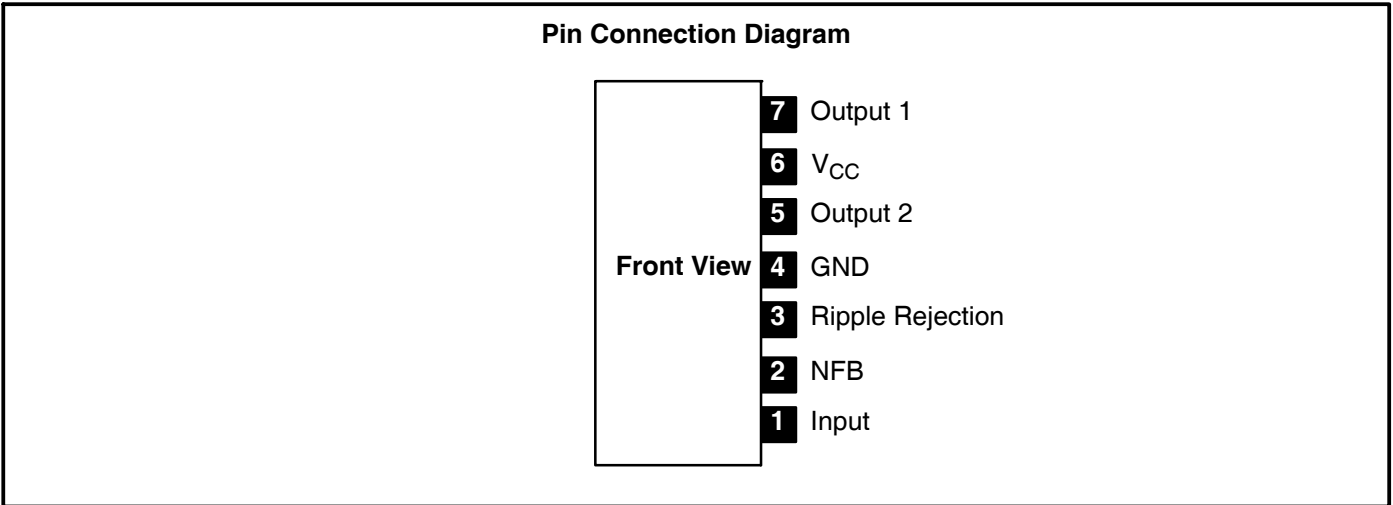 Pin Connection Diagram
7 Output 1
6 VCC
5 Output 2
Front View 4 GND
3 Ripple Rejection
2 NFB
1 Input